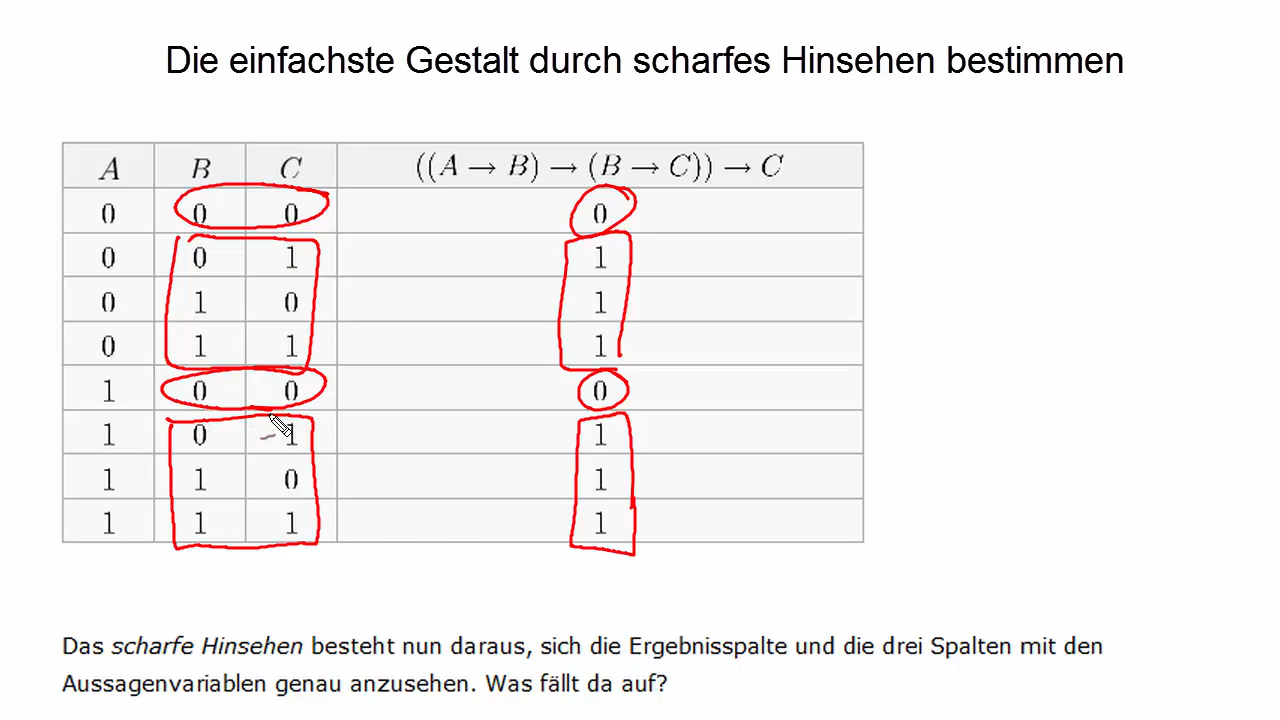 Die einfachste Gestalt durch scharfes Hinsehen bestimmen
A B C ((A → B) → (B → C)) → C
0 0 0 0
0 0 1 1
0 1 0 1
0 1 1 1
1 0 0 0
1 0 1 1
1 1 0 1
1 1 1 1
Das scharfe Hinsehen besteht nun daraus, sich die Ergebnisspalte und die drei Spalten mit den
Aussagenvariablen genau anzusehen. Was fällt da auf?